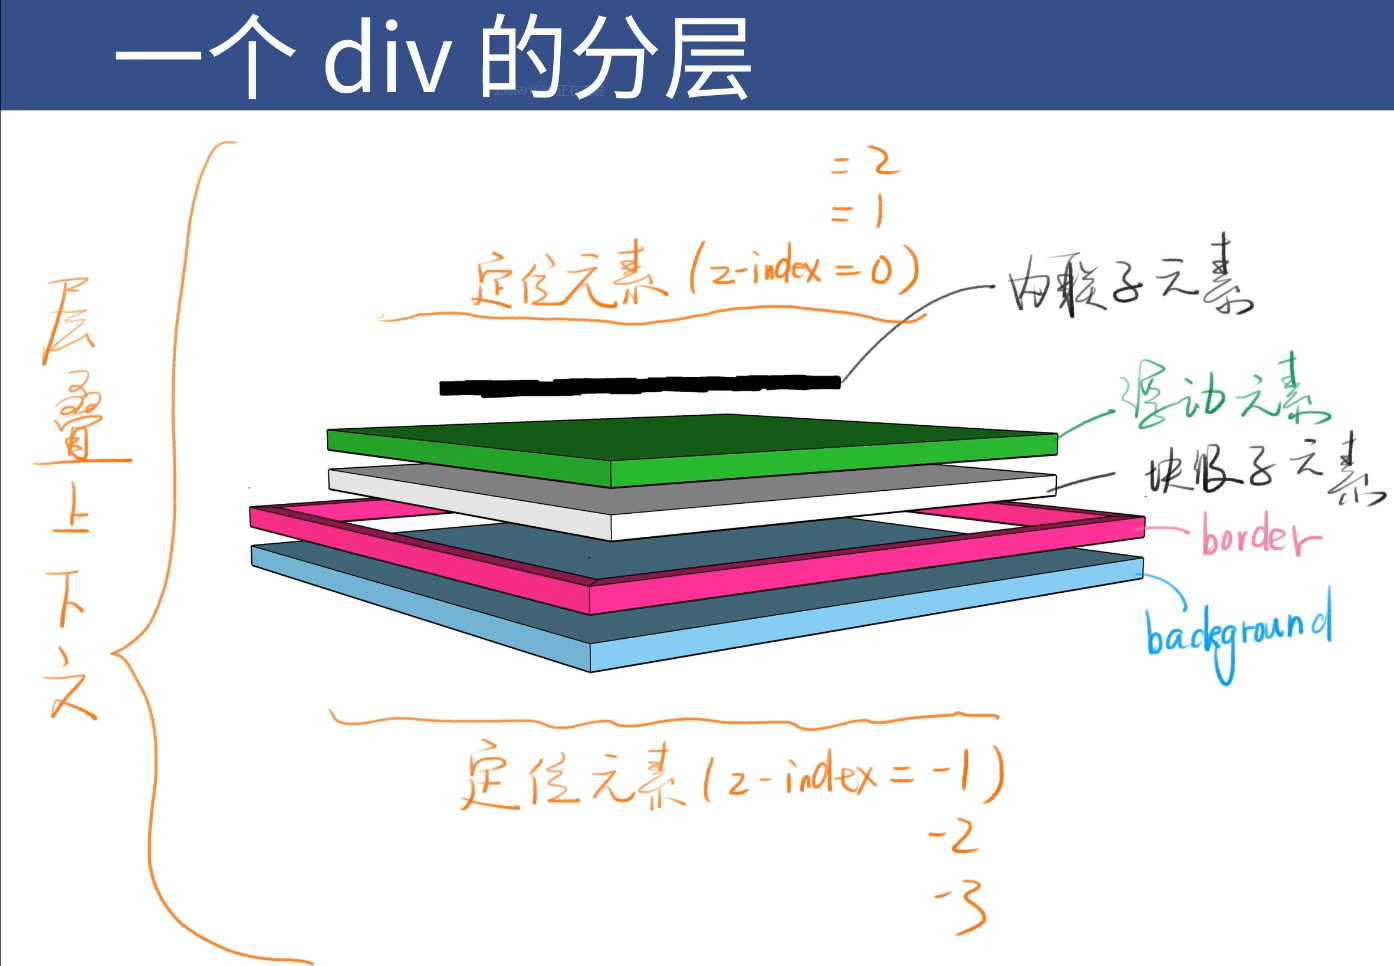 一个 div 的分层
= 2
= 1
定位元素 (z-index = 0)
内联子元素
浮动元素
块级子元素
border
background
层叠上下文
定位元素 (z-index = -1)
-2
-3